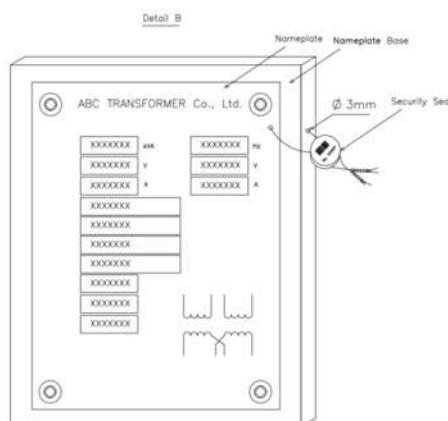 Detail B
Nameplate
Nameplate Base
ABC TRANSFORMER Co., Ltd.
Ø 3mm
Security Sea
XXXXXXX kVA XXXXXXX Hz
XXXXXXX V XXXXXXX V
XXXXXXX A XXXXXXX A
XXXXXXX
XXXXXXX
XXXXXXX
XXXXXXX
XXXXXXX
XXXXXXX
XXXXXXX